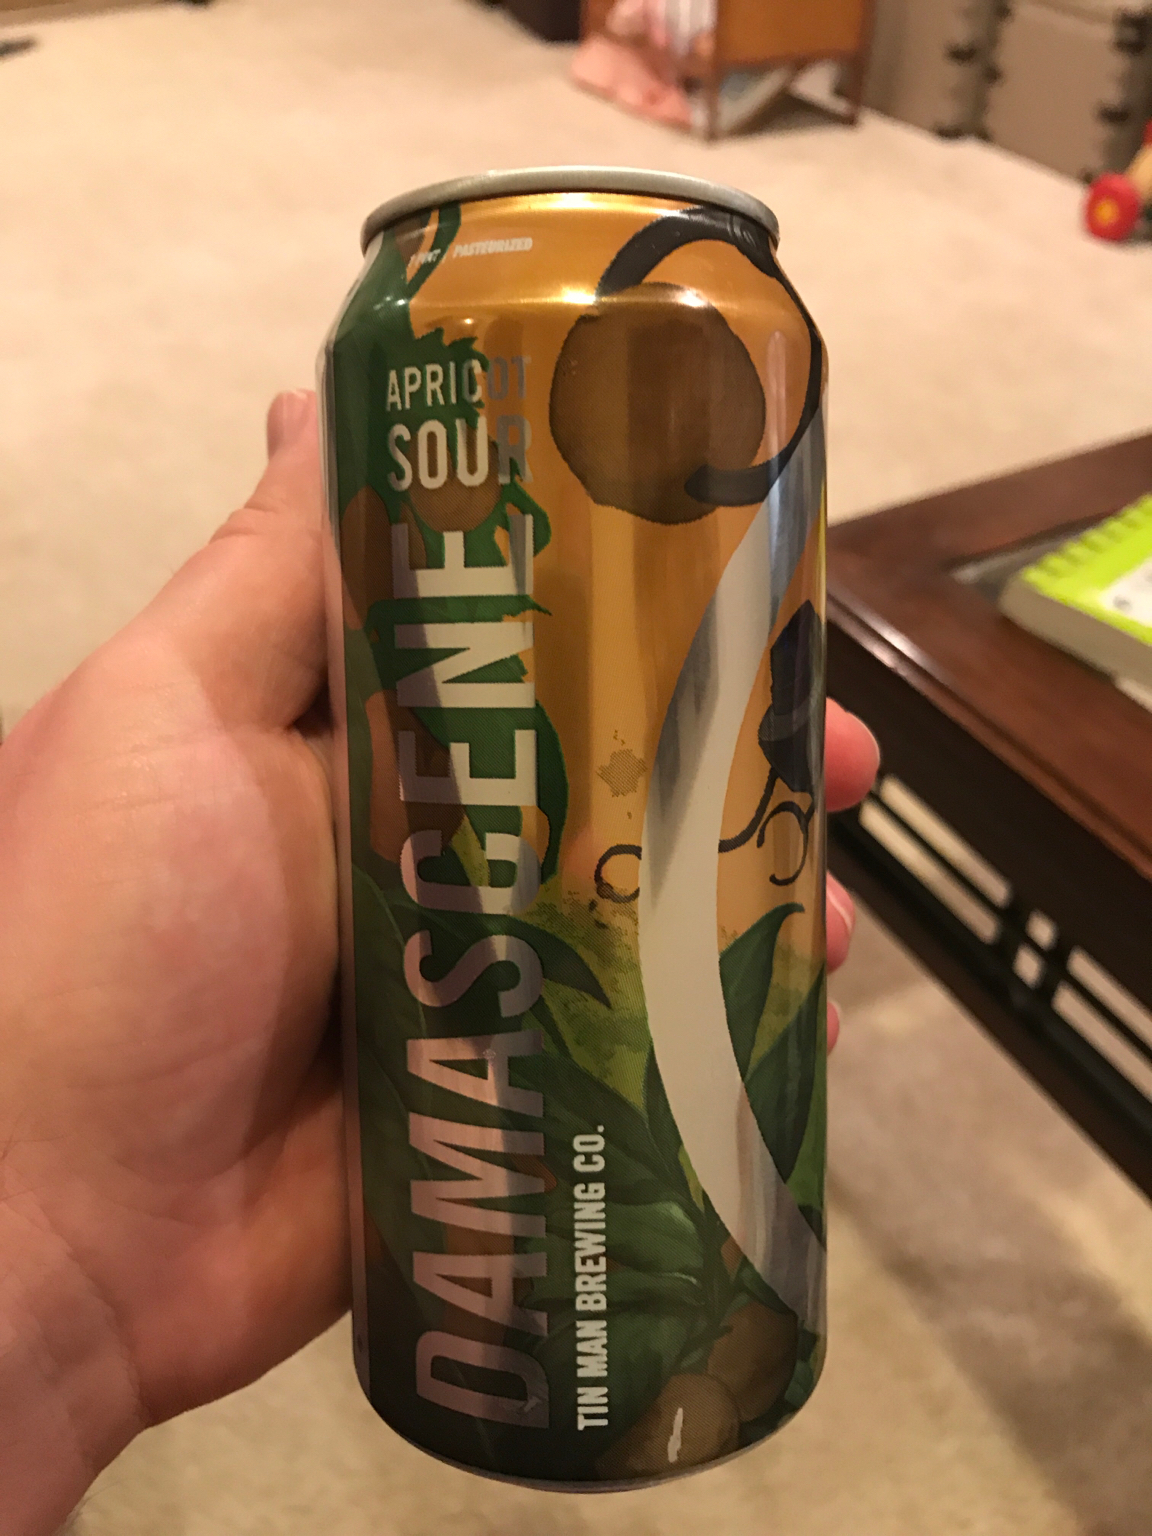 PASTEURIZED
APRICOT
SOUR
DAMASCENE
TIN MAN BREWING CO.